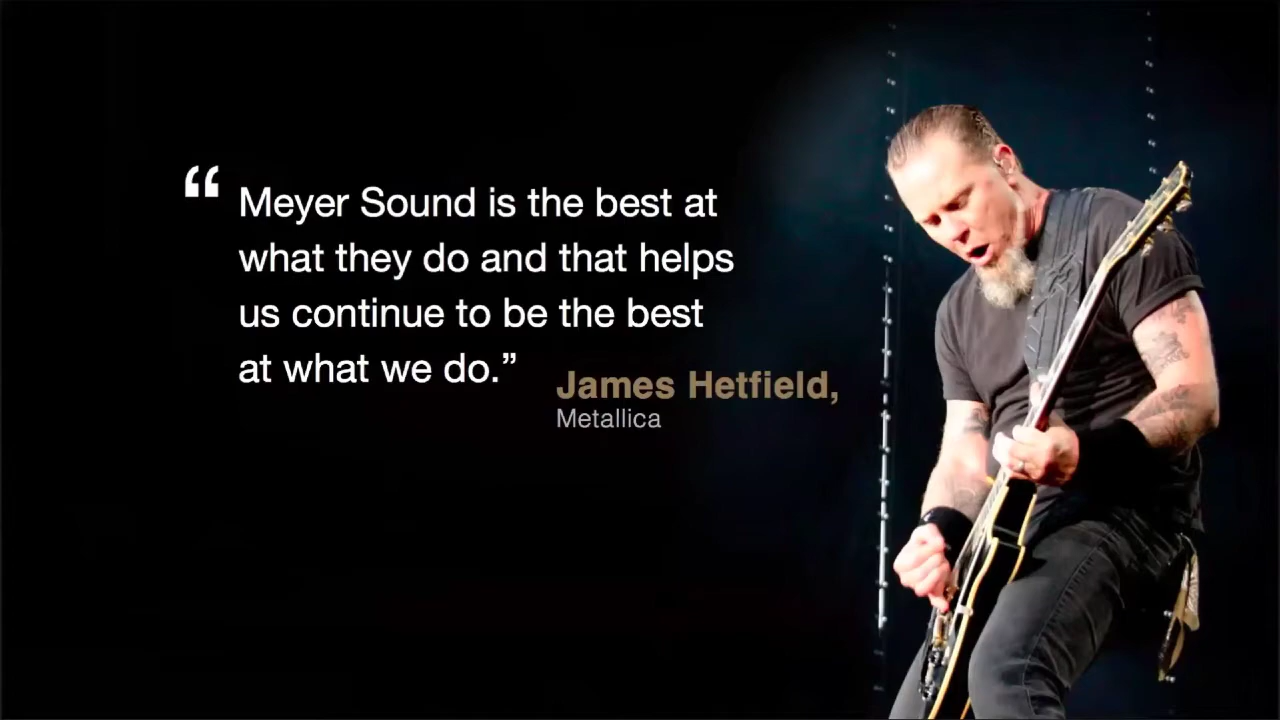 “ Meyer Sound is the best at
what they do and that helps
us continue to be the best
at what we do.”
James Hetfield,
Metallica